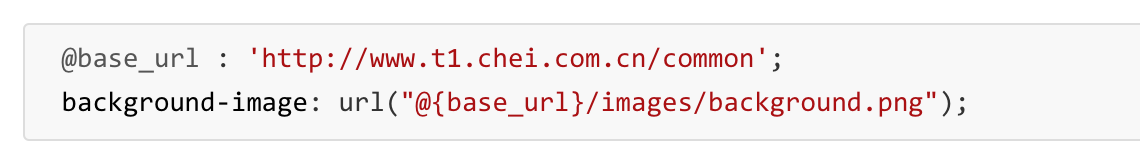 @base_url : 'http://www.t1.chei.com.cn/common';
background-image: url("@{base_url}/images/background.png");